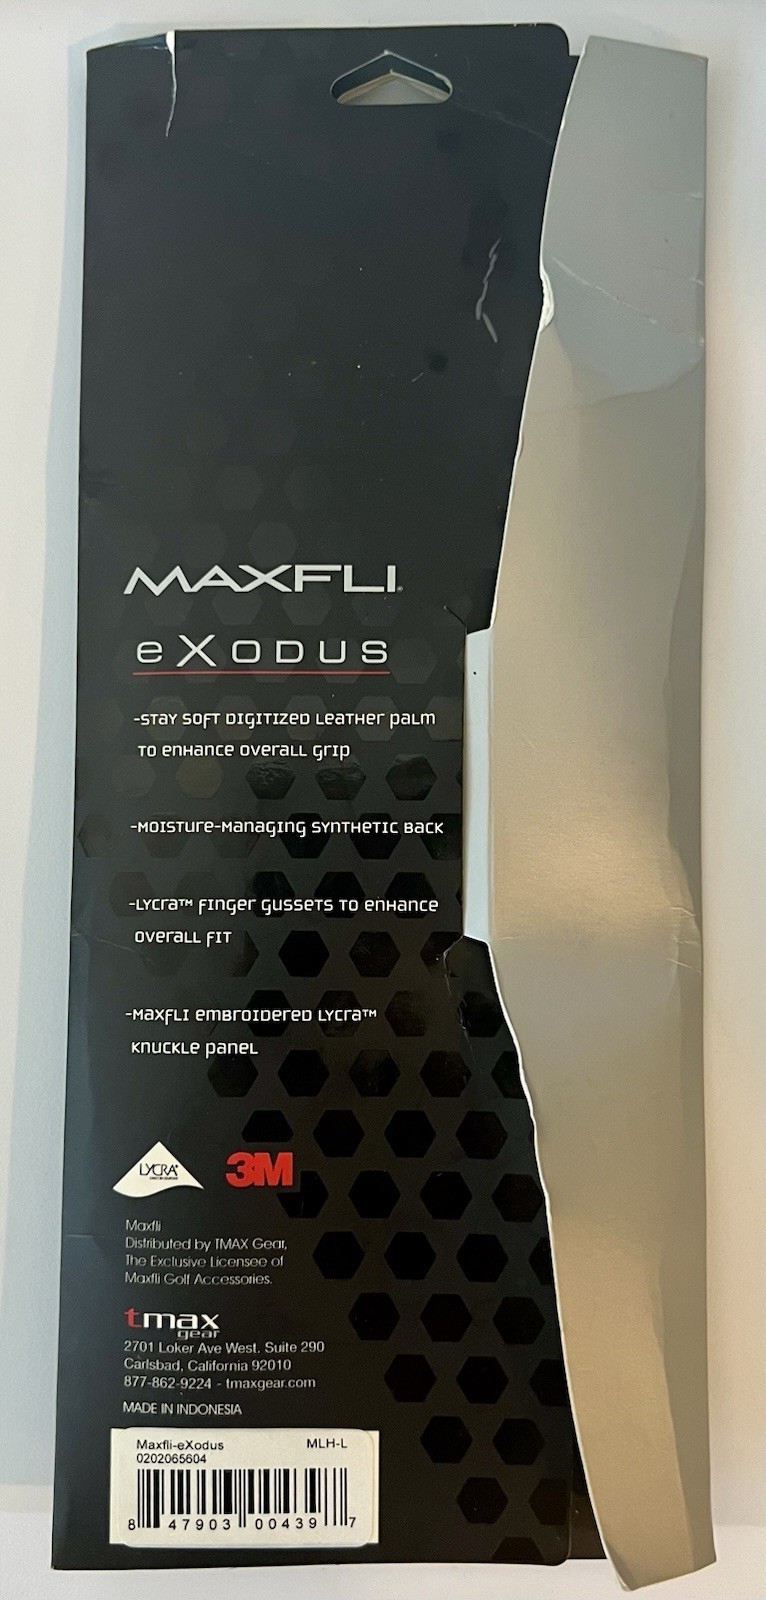 MAXFLI
eXODUS
-STAY SOFT DIGITIZED LEATHER PALM
TO ENHANCE OVERALL GRIP
-MOISTURE-MANAGING SYNTHETIC BACK
-LYCRA™ FINGER GUSSETS TO ENHANCE
OVERALL FIT
-MAXFLI EMBROIDERED LYCRA™
KNUCKLE PANEL
LYCRA®
3M
Maxfli
Distributed by TMAX Gear,
The Exclusive Licensee of
Maxfli Golf Accessories.
tmax
gear
2701 Loker Ave West. Suite 290
Carlsbad, California 92010
877-862-9224 - tmaxgear.com
MADE IN INDONESIA
Maxfli-eXodus MLH-L
0202065604
8 47903 00439 7